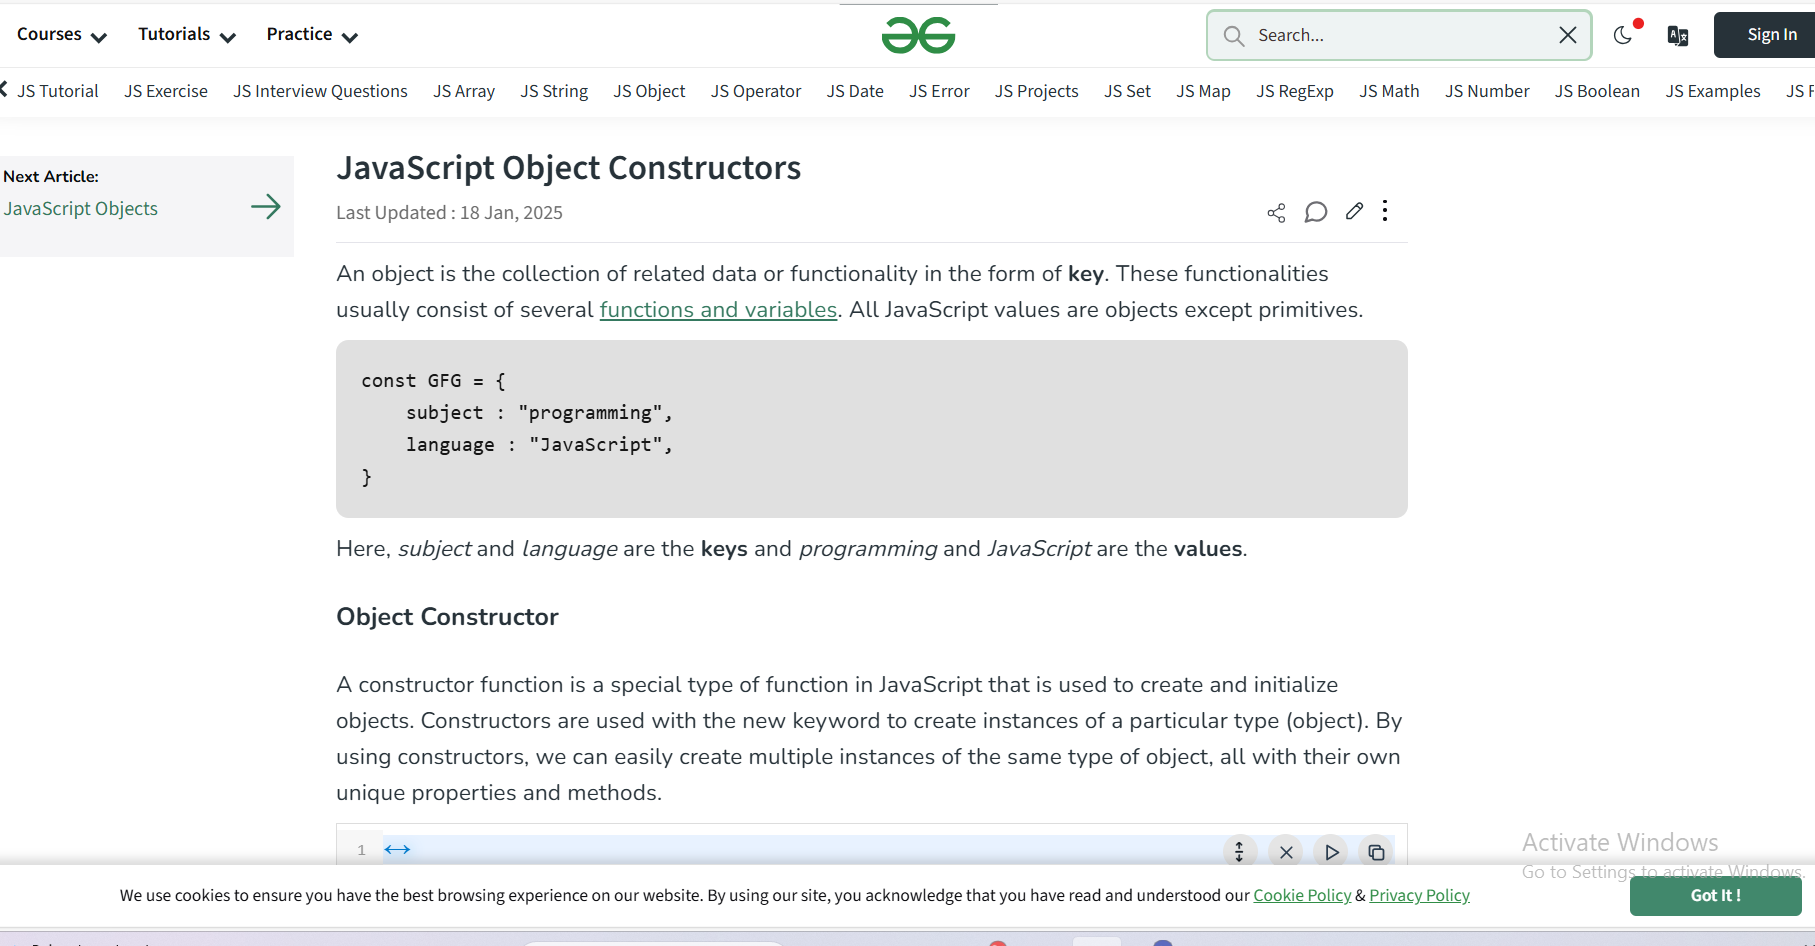 Courses Tutorials Practice Search... Sign In
JS Tutorial JS Exercise JS Interview Questions JS Array JS String JS Object JS Operator JS Date JS Error JS Projects JS Set JS Map JS RegExp JS Math JS Number JS Boolean JS Examples JS
Next Article:
JavaScript Objects
JavaScript Object Constructors
Last Updated : 18 Jan, 2025
An object is the collection of related data or functionality in the form of key. These functionalities
usually consist of several functions and variables. All JavaScript values are objects except primitives.
const GFG = {
    subject : "programming",
    language : "JavaScript",
}
Here, subject and language are the keys and programming and JavaScript are the values.
Object Constructor
A constructor function is a special type of function in JavaScript that is used to create and initialize
objects. Constructors are used with the new keyword to create instances of a particular type (object). By
using constructors, we can easily create multiple instances of the same type of object, all with their own
unique properties and methods.
1
Activate Windows
Go to Settings to activate Windows.
We use cookies to ensure you have the best browsing experience on our website. By using our site, you acknowledge that you have read and understood our Cookie Policy & Privacy Policy
Got It !